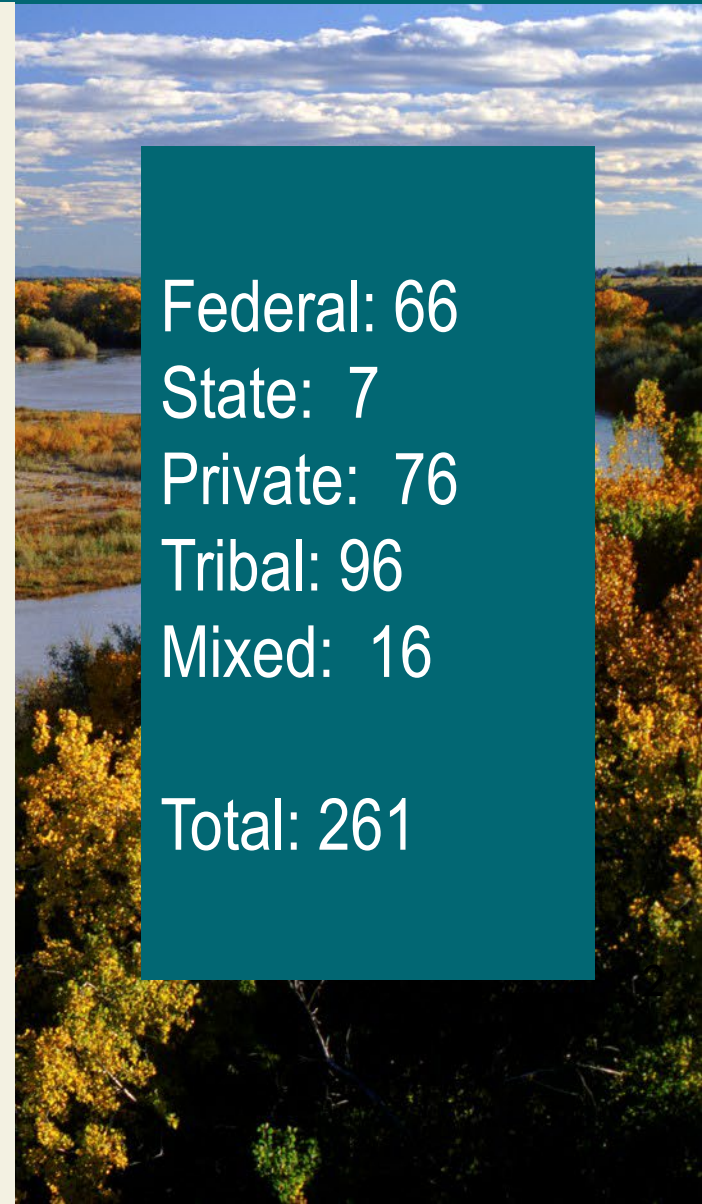 Federal: 66
State:  7
Private:  76
Tribal: 96
Mixed:  16
Total: 261